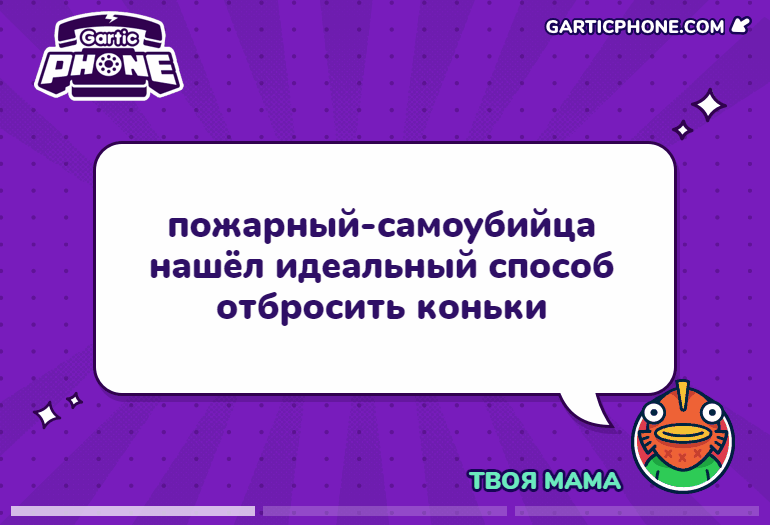 Gartic
PHONE
GARTICPHONE.COM
пожарный-самоубийца
нашёл идеальный способ
отбросить коньки
ТВОЯ МАМА